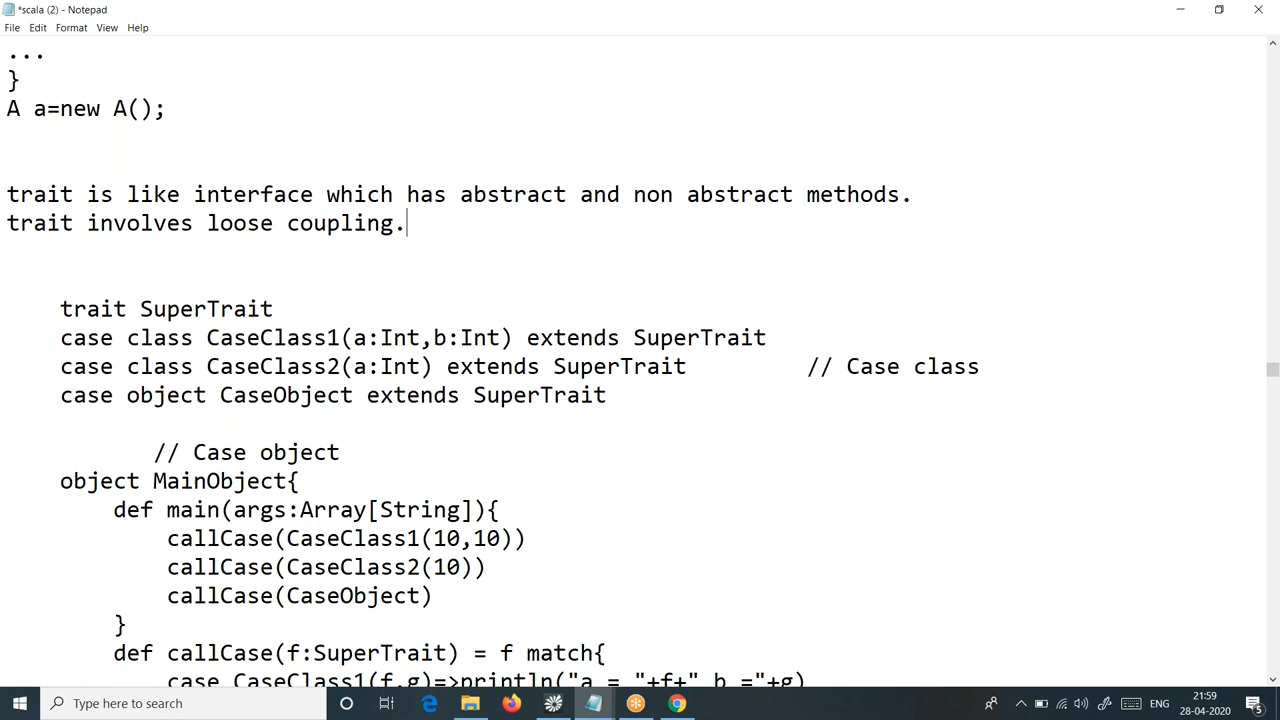 *scala (2) - Notepad
File Edit Format View Help
...
}
A a=new A();
trait is like interface which has abstract and non abstract methods.
trait involves loose coupling.
trait SuperTrait
case class CaseClass1(a:Int,b:Int) extends SuperTrait
case class CaseClass2(a:Int) extends SuperTrait // Case class
case object CaseObject extends SuperTrait
// Case object
object MainObject{
def main(args:Array[String]){
callCase(CaseClass1(10,10))
callCase(CaseClass2(10))
callCase(CaseObject)
}
def callCase(f:SuperTrait) = f match{
case CaseClass1(f,g)=>println("a = "+f+" b ="+g)
Type here to search
ENG
21:59
28-04-2020
5